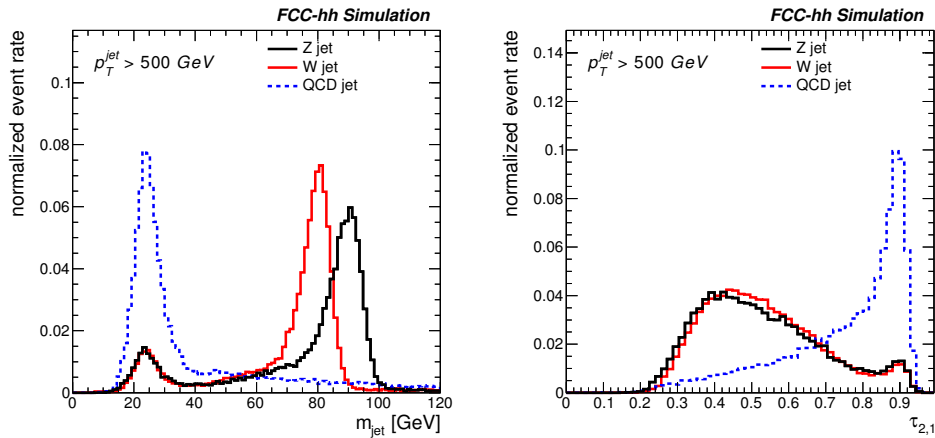 FCC-hh Simulation
normalized event rate
p_T^jet > 500 GeV
Z jet
W jet
QCD jet
0.1
0.08
0.06
0.04
0.02
0
0 20 40 60 80 100 120
m_jet [GeV]
FCC-hh Simulation
normalized event rate
p_T^jet > 500 GeV
Z jet
W jet
QCD jet
0.14
0.12
0.1
0.08
0.06
0.04
0.02
0
0 0.1 0.2 0.3 0.4 0.5 0.6 0.7 0.8 0.9
τ_2,1